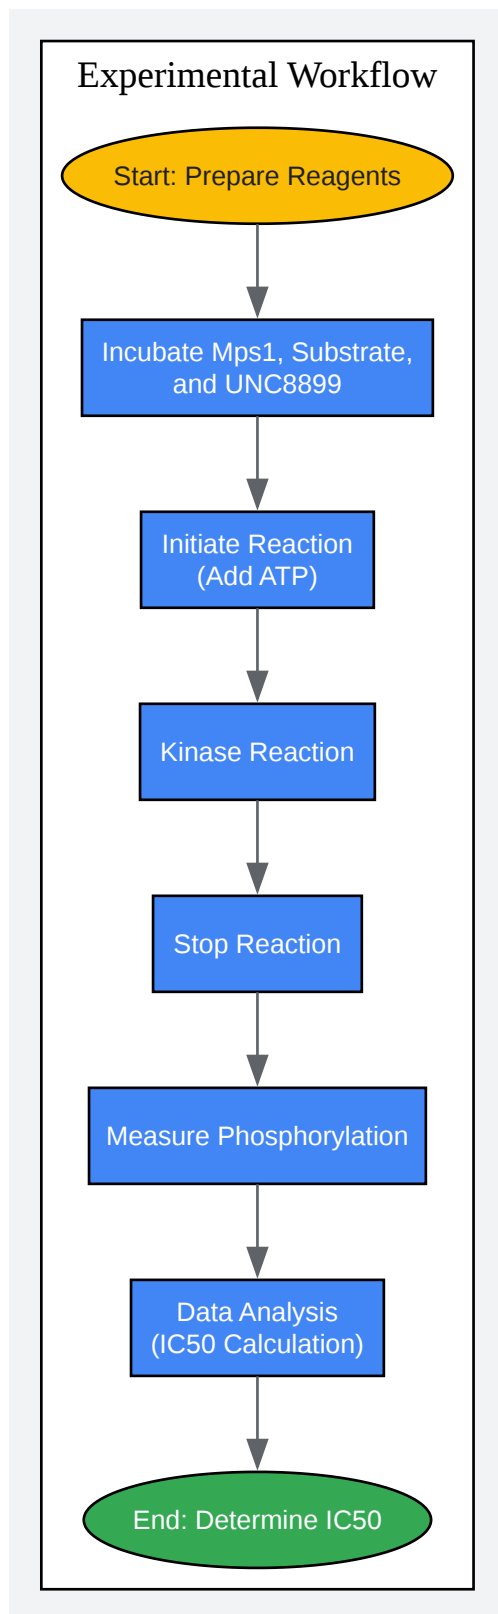 Experimental Workflow
Start: Prepare Reagents
Incubate Mps1, Substrate,
and UNC8899
Initiate Reaction
(Add ATP)
Kinase Reaction
Stop Reaction
Measure Phosphorylation
Data Analysis
(IC50 Calculation)
End: Determine IC50